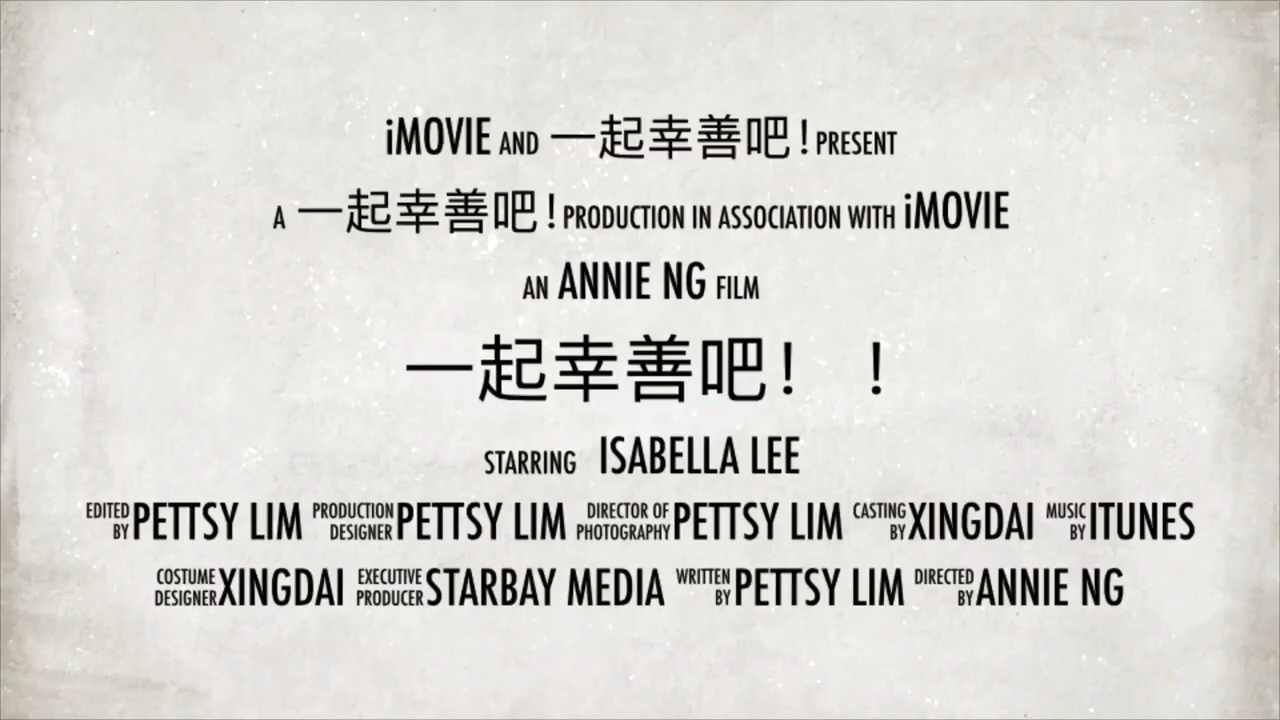 iMOVIE AND 一起幸善吧！PRESENT
A 一起幸善吧！PRODUCTION IN ASSOCIATION WITH iMOVIE
AN ANNIE NG FILM
一起幸善吧！ ！
STARRING ISABELLA LEE
EDITED BY PETTSY LIM PRODUCTION DESIGNER PETTSY LIM DIRECTOR OF PHOTOGRAPHY PETTSY LIM CASTING BY XINGDAI MUSIC BY ITUNES
COSTUME DESIGNER XINGDAI EXECUTIVE PRODUCER STARBAY MEDIA WRITTEN BY PETTSY LIM DIRECTED BY ANNIE NG